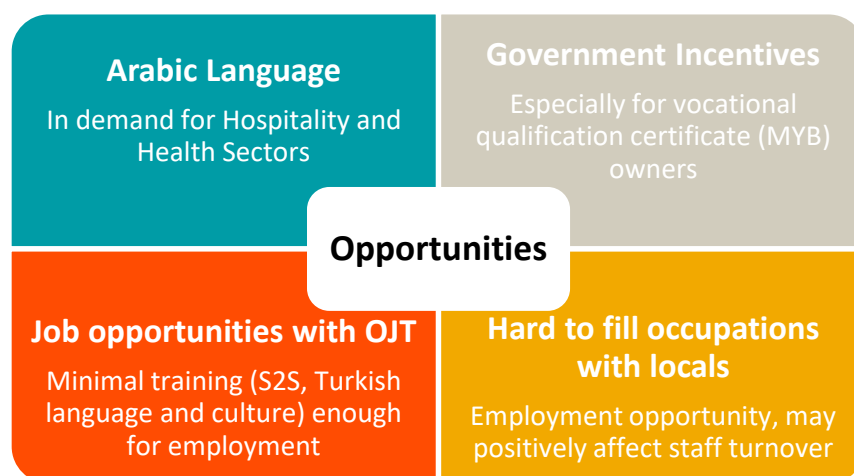 Arabic Language
In demand for Hospitality and
Health Sectors
Government Incentives
Especially for vocational
qualification certificate (MYB)
owners
Opportunities
Job opportunities with OJT
Minimal training (S2S, Turkish
language and culture) enough
for employment
Hard to fill occupations
with locals
Employment opportunity, may
positively affect staff turnover